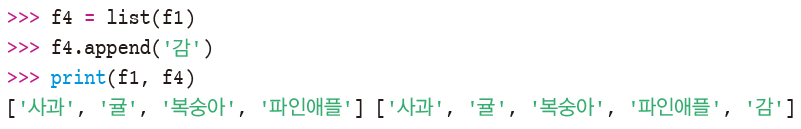 >>> f4 = list(f1)
>>> f4.append('감')
>>> print(f1, f4)
['사과', '귤', '복숭아', '파인애플'] ['사과', '귤', '복숭아', '파인애플', '감']